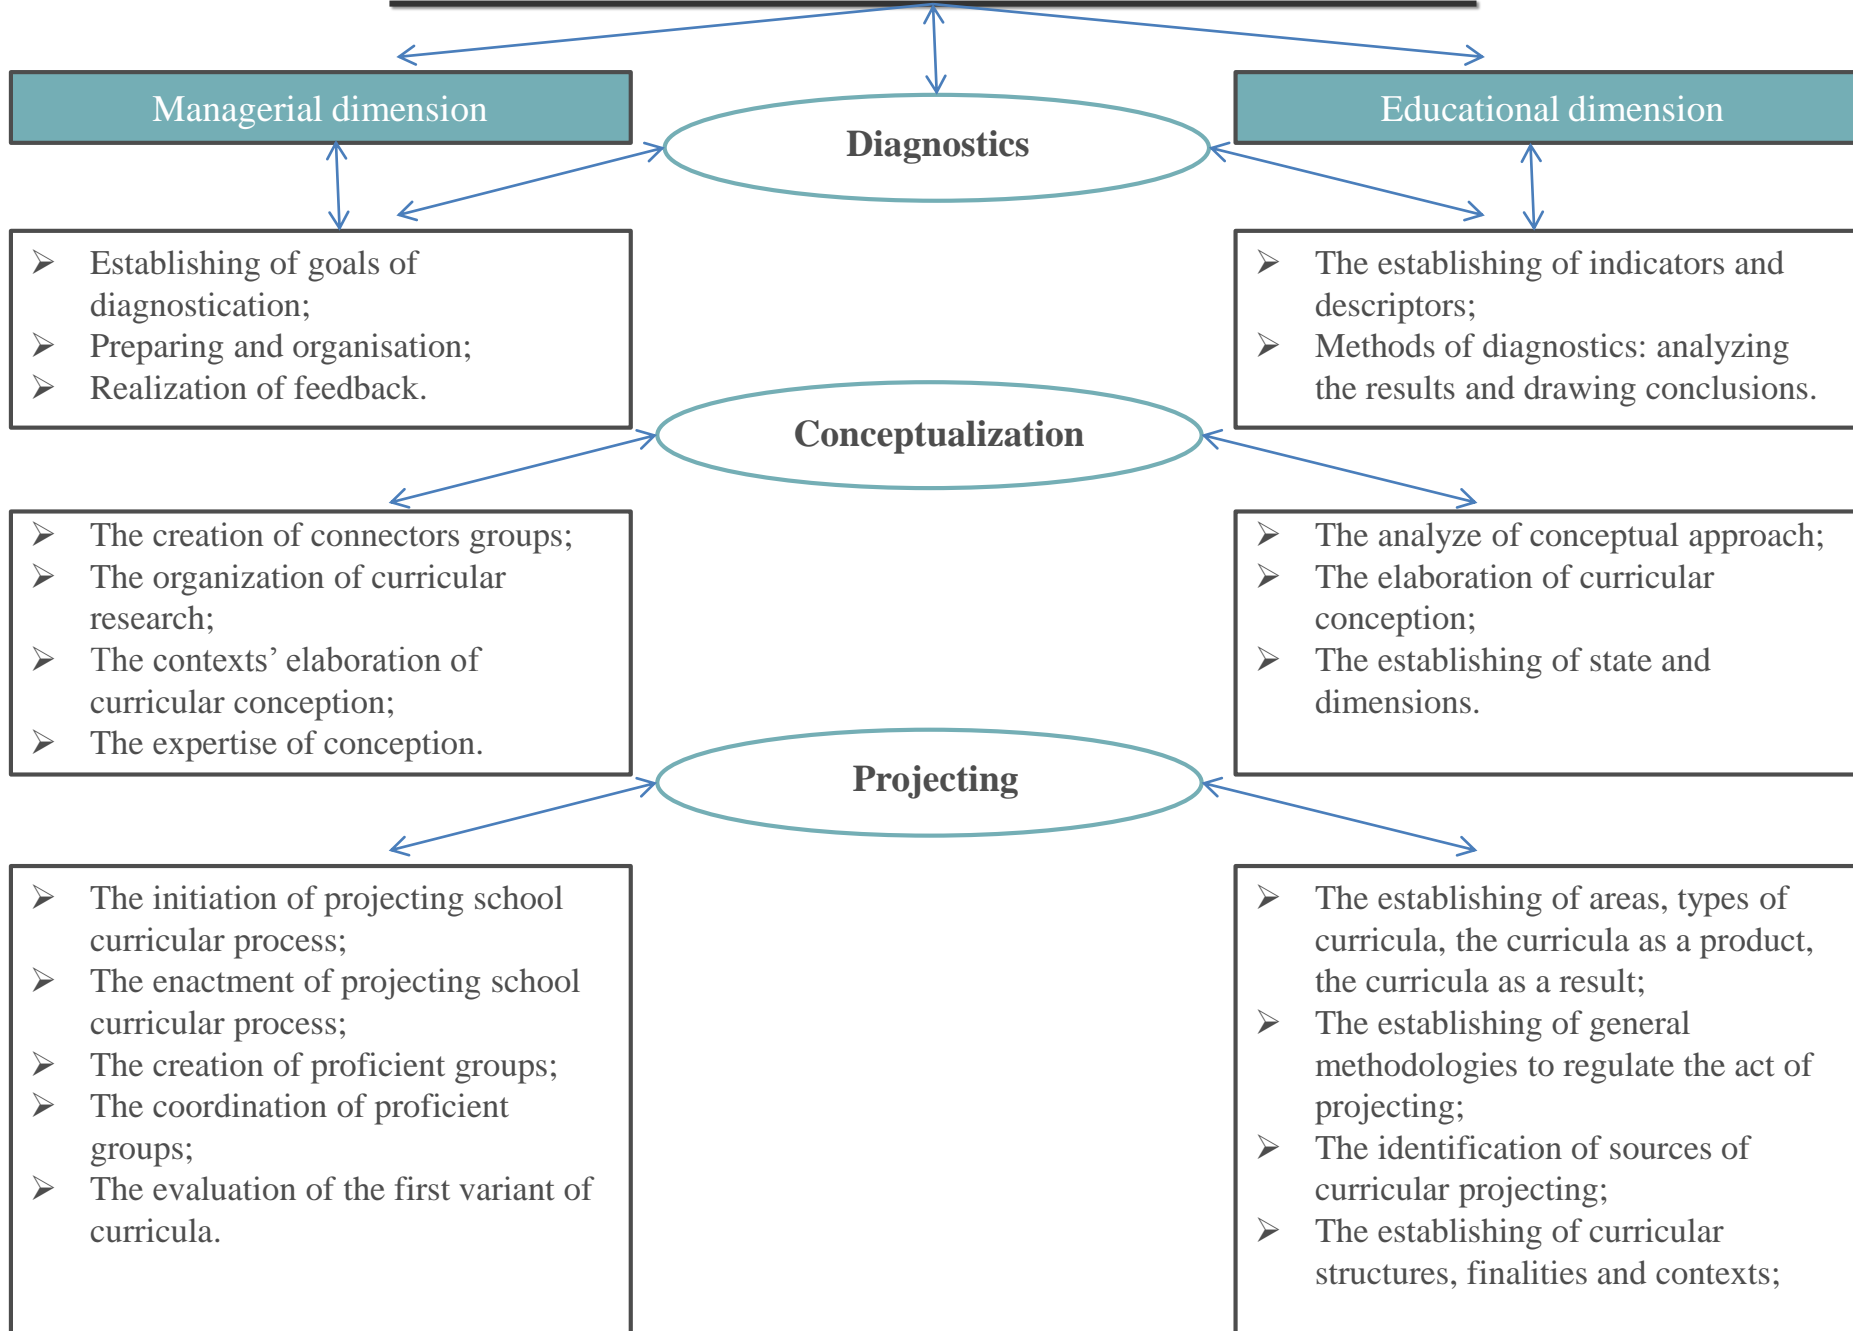 Managerial dimension
Diagnostics
Educational dimension
➢ Establishing of goals of
diagnostication;
➢ Preparing and organisation;
➢ Realization of feedback.
➢ The establishing of indicators and
descriptors;
➢ Methods of diagnostics: analyzing
the results and drawing conclusions.
Conceptualization
➢ The creation of connectors groups;
➢ The organization of curricular
research;
➢ The contexts’ elaboration of
curricular conception;
➢ The expertise of conception.
➢ The analyze of conceptual approach;
➢ The elaboration of curricular
conception;
➢ The establishing of state and
dimensions.
Projecting
➢ The initiation of projecting school
curricular process;
➢ The enactment of projecting school
curricular process;
➢ The creation of proficient groups;
➢ The coordination of proficient
groups;
➢ The evaluation of the first variant of
curricula.
➢ The establishing of areas, types of
curricula, the curricula as a product,
the curricula as a result;
➢ The establishing of general
methodologies to regulate the act of
projecting;
➢ The identification of sources of
curricular projecting;
➢ The establishing of curricular
structures, finalities and contexts;